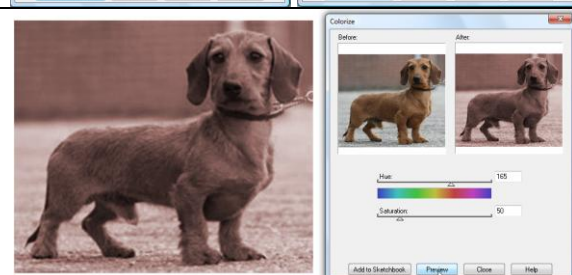 Colorize
Before:
After:
Hue:
165
Saturation:
50
Add to Sketchbook
Preview
Close
Help